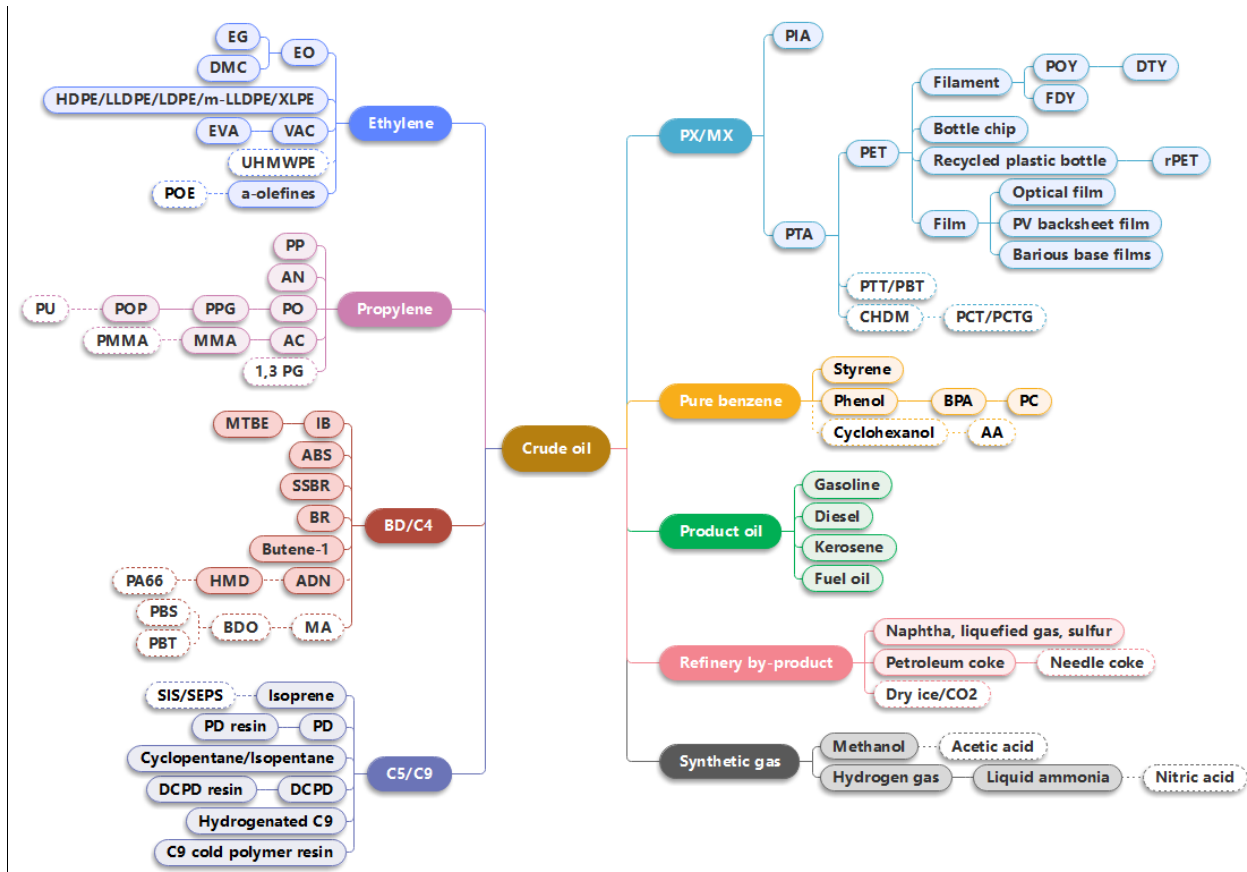 EG
DMC
EO
HDPE/LLDPE/LDPE/m-LLDPE/XLPE
EVA
VAC
UHMWPE
POE
a-olefines
Ethylene
PP
AN
PU
POP
PPG
PO
PMMA
MMA
AC
1,3 PG
Propylene
MTBE
IB
ABS
SSBR
BR
Butene-1
PA66
HMD
ADN
PBS
PBT
BDO
MA
BD/C4
SIS/SEPS
Isoprene
PD resin
PD
Cyclopentane/Isopentane
DCPD resin
DCPD
Hydrogenated C9
C9 cold polymer resin
C5/C9
Crude oil
PX/MX
PIA
PTA
PET
Filament
POY
DTY
FDY
Bottle chip
Recycled plastic bottle
rPET
Film
Optical film
PV backsheet film
Barious base films
PTT/PBT
CHDM
PCT/PCTG
Pure benzene
Styrene
Phenol
BPA
PC
Cyclohexanol
AA
Product oil
Gasoline
Diesel
Kerosene
Fuel oil
Refinery by-product
Naphtha, liquefied gas, sulfur
Petroleum coke
Needle coke
Dry ice/CO2
Synthetic gas
Methanol
Acetic acid
Hydrogen gas
Liquid ammonia
Nitric acid